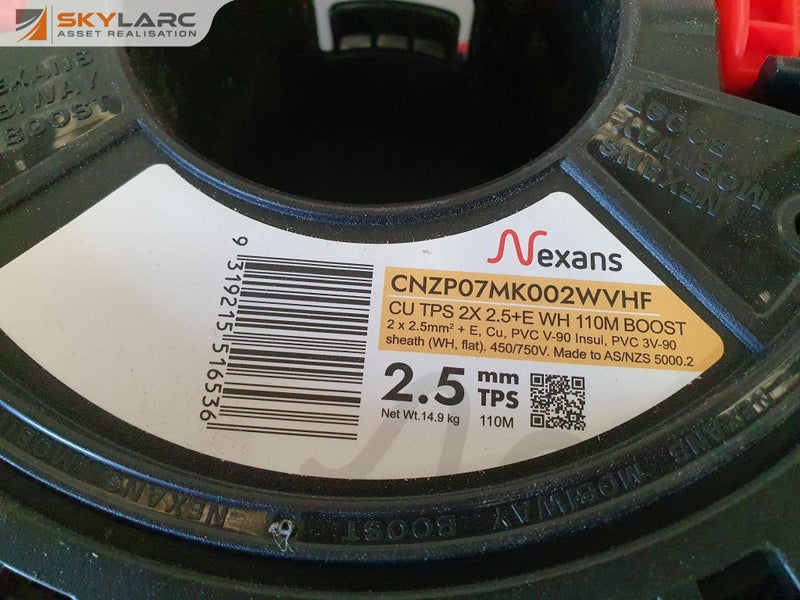 SKYLARC
ASSET REALISATION
NEXANS
MOBIWAY
BOOST
NEXANS
MOBIWAY
BOOST
Nexans
CNZP07MK002WVHF
CU TPS 2X 2.5+E WH 110M BOOST
2 x 2.5mm² + E, Cu, PVC V-90 Insul, PVC 3V-90
sheath (WH, flat). 450/750V. Made to AS/NZS 5000.2
2.5 mm TPS
Net Wt.14.9 kg 110M
9 319215 516536
NEXANS MOBIWAY BOOST NEXANS